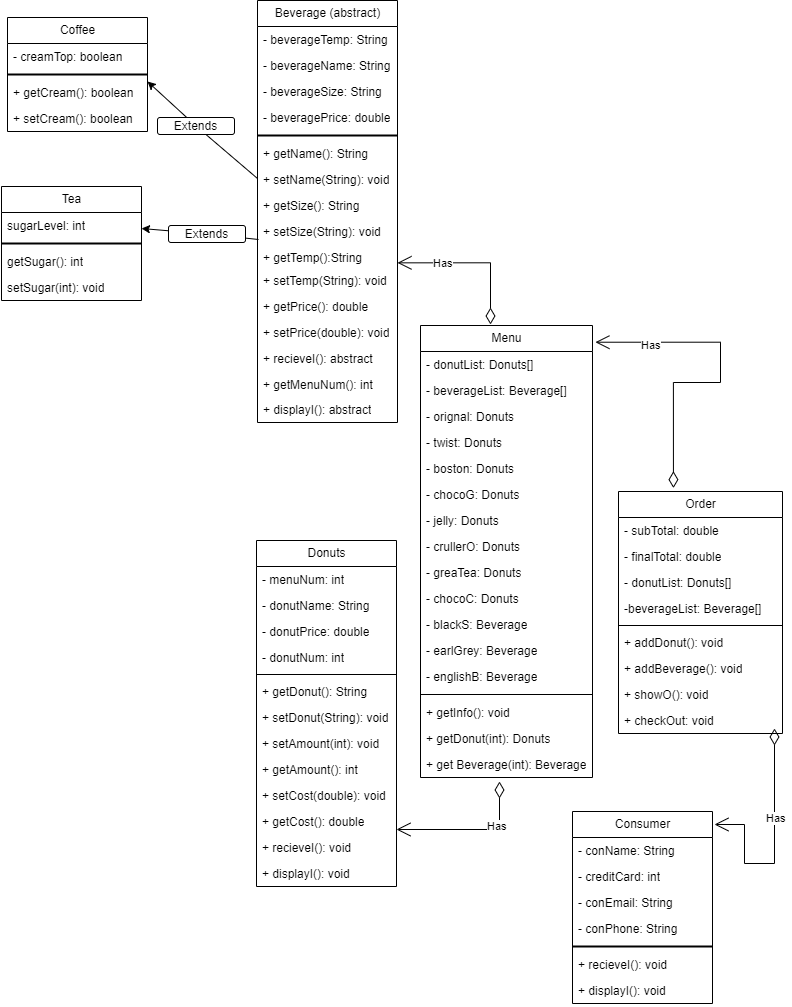 Coffee
- creamTop: boolean
+ getCream(): boolean
+ setCream(): boolean
Extends
Beverage (abstract)
- beverageTemp: String
- beverageName: String
- beverageSize: String
- beveragePrice: double
+ getName(): String
+ setName(String): void
+ getSize(): String
+ setSize(String): void
+ getTemp():String
+ setTemp(String): void
+ getPrice(): double
+ setPrice(double): void
+ recieveI(): abstract
+ getMenuNum(): int
+ displayI(): abstract
Tea
sugarLevel: int
getSugar(): int
setSugar(int): void
Extends
Has
Menu
- donutList: Donuts[]
- beverageList: Beverage[]
- orignal: Donuts
- twist: Donuts
- boston: Donuts
- chocoG: Donuts
- jelly: Donuts
- crullerO: Donuts
- greaTea: Donuts
- chocoC: Donuts
- blackS: Beverage
- earlGrey: Beverage
- englishB: Beverage
+ getInfo(): void
+ getDonut(int): Donuts
+ get Beverage(int): Beverage
Has
Order
- subTotal: double
- finalTotal: double
- donutList: Donuts[]
-beverageList: Beverage[]
+ addDonut(): void
+ addBeverage(): void
+ showO(): void
+ checkOut: void
Donuts
- menuNum: int
- donutName: String
- donutPrice: double
- donutNum: int
+ getDonut(): String
+ setDonut(String): void
+ setAmount(int): void
+ getAmount(): int
+ setCost(double): void
+ getCost(): double
+ recieveI(): void
+ displayI(): void
Has
Has
Consumer
- conName: String
- creditCard: int
- conEmail: String
- conPhone: String
+ recieveI(): void
+ displayI(): void